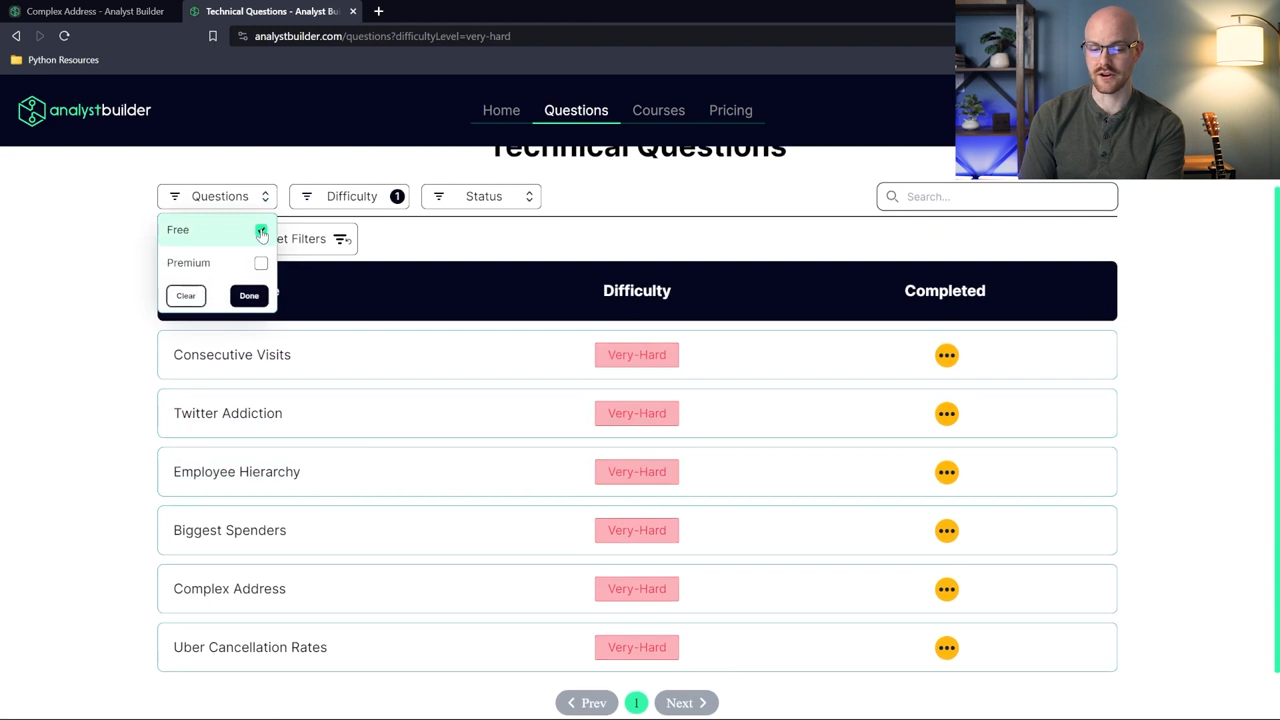 Complex Address - Analyst Builder
Technical Questions - Analyst Bui
analystbuilder.com/questions?difficultyLevel=very-hard
Python Resources
analystbuilder
Home
Questions
Courses
Pricing
Technical Questions
Questions
Difficulty
1
Status
Search...
Free
et Filters
Premium
Clear
Done
Difficulty
Completed
Consecutive Visits
Very-Hard
Twitter Addiction
Very-Hard
Employee Hierarchy
Very-Hard
Biggest Spenders
Very-Hard
Complex Address
Very-Hard
Uber Cancellation Rates
Very-Hard
Prev
1
Next